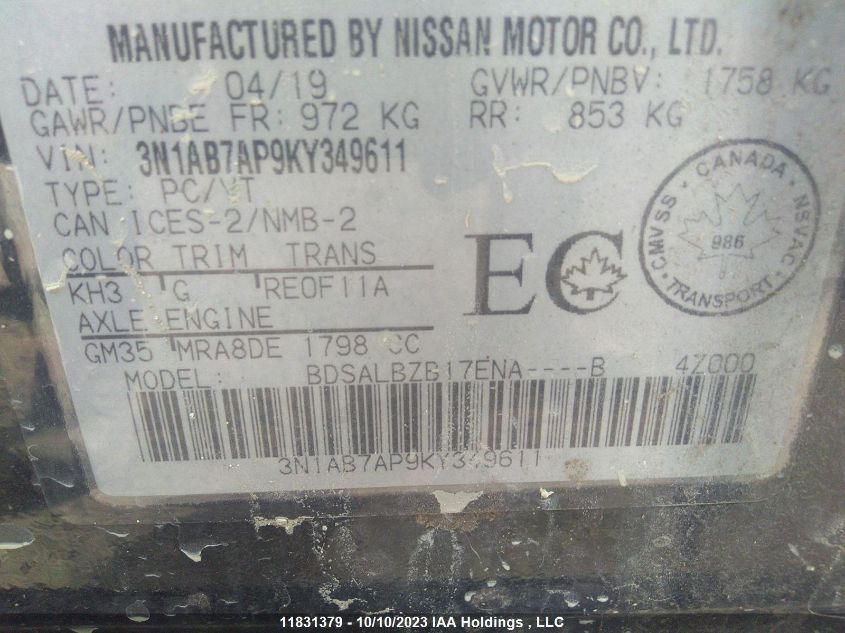 MANUFACTURED BY NISSAN MOTOR CO., LTD.
DATE: 04/19 GVWR/PNBV: 1758 KG
GAWR/PNBE FR: 972 KG RR: 853 KG
VIN: 3N1AB7AP9KY349611
TYPE: PC/VT
CAN ICES-2/NMB-2
COLOR TRIM TRANS
KH3 G RE0F11A
AXLE ENGINE
GM35 MRA8DE 1798 CC
EC
CANADA
CMVSS NSVAC
986
TRANSPORT
MODEL: BDSALBZB17ENA----B 4Z000
3N1AB7AP9KY349611
11831379 - 10/10/2023 IAA Holdings , LLC